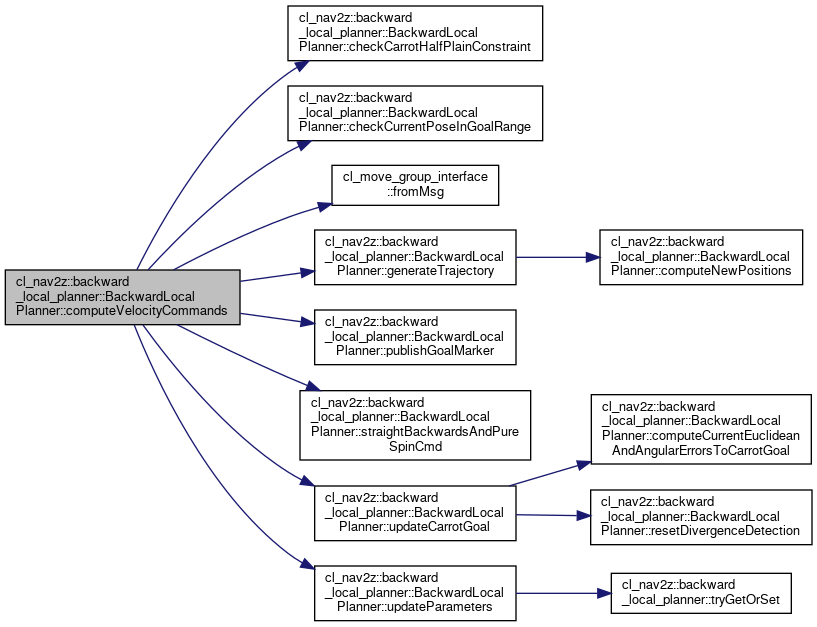 cl_nav2z::backward
_local_planner::BackwardLocal
Planner::computeVelocityCommands
cl_nav2z::backward
_local_planner::BackwardLocal
Planner::checkCarrotHalfPlainConstraint
cl_nav2z::backward
_local_planner::BackwardLocal
Planner::checkCurrentPoseInGoalRange
cl_move_group_interface
::fromMsg
cl_nav2z::backward
_local_planner::BackwardLocal
Planner::generateTrajectory
cl_nav2z::backward
_local_planner::BackwardLocal
Planner::computeNewPositions
cl_nav2z::backward
_local_planner::BackwardLocal
Planner::publishGoalMarker
cl_nav2z::backward
_local_planner::BackwardLocal
Planner::straightBackwardsAndPure
SpinCmd
cl_nav2z::backward
_local_planner::BackwardLocal
Planner::updateCarrotGoal
cl_nav2z::backward
_local_planner::BackwardLocal
Planner::computeCurrentEuclidean
AndAngularErrorsToCarrotGoal
cl_nav2z::backward
_local_planner::BackwardLocal
Planner::resetDivergenceDetection
cl_nav2z::backward
_local_planner::BackwardLocal
Planner::updateParameters
cl_nav2z::backward
_local_planner::tryGetOrSet